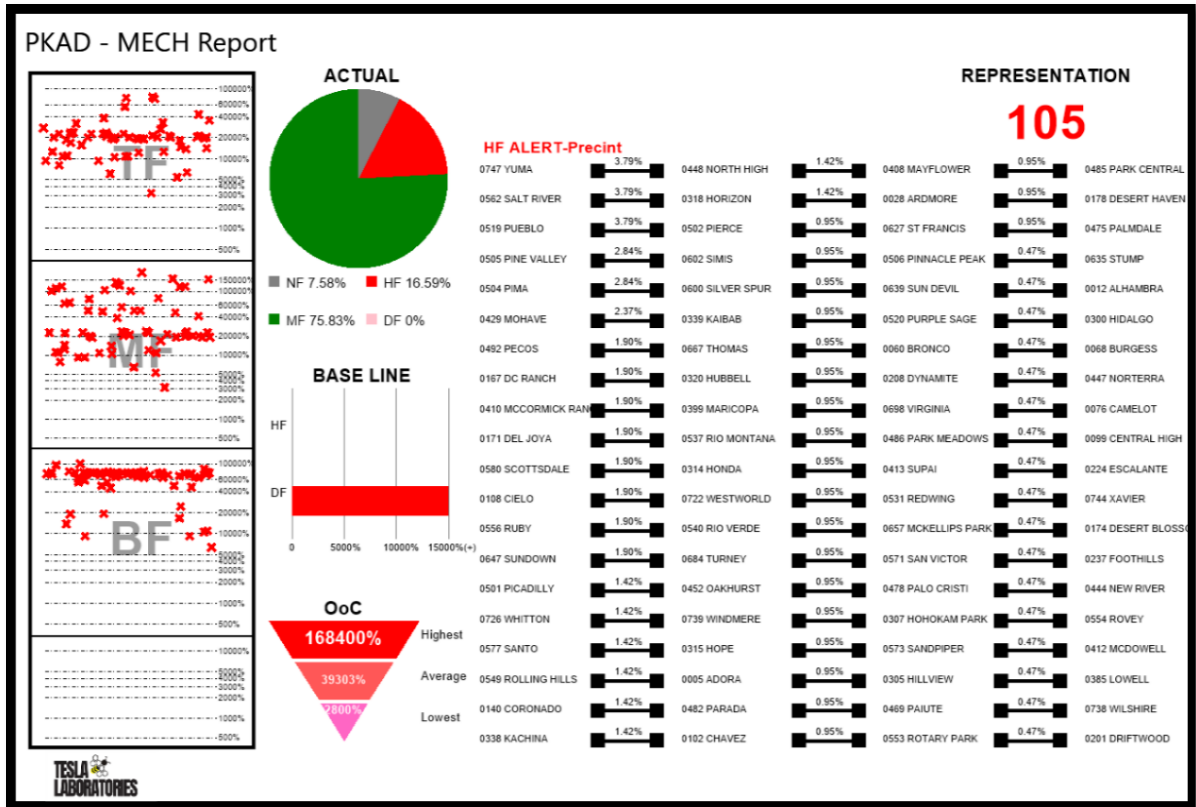 PKAD - MECH Report
100000%
80000%
40000%
20000%
10000%
5000%
4000%
3000%
2000%
1000%
500%
TF
150000%
100000%
80000%
40000%
20000%
10000%
5000%
4000%
3000%
2000%
1000%
500%
MF
100000%
80000%
40000%
20000%
10000%
5000%
4000%
3000%
2000%
1000%
500%
BF
10000%
5000%
4000%
3000%
2000%
1000%
500%
TESLA
LABORATORIES
ACTUAL
NF 7.58% HF 16.59%
MF 75.83% DF 0%
BASE LINE
HF
DF
0 5000% 10000% 15000%(+)
OoC
168400% Highest
39303% Average
2800% Lowest
REPRESENTATION
105
HF ALERT-Precint
0747 YUMA 3.79% 0448 NORTH HIGH 1.42% 0408 MAYFLOWER 0.95% 0485 PARK CENTRAL
0562 SALT RIVER 3.79% 0318 HORIZON 1.42% 0028 ARDMORE 0.95% 0178 DESERT HAVEN
0519 PUEBLO 3.79% 0502 PIERCE 0.95% 0627 ST FRANCIS 0.95% 0475 PALMDALE
0505 PINE VALLEY 2.84% 0602 SIMIS 0.95% 0506 PINNACLE PEAK 0.47% 0635 STUMP
0504 PIMA 2.84% 0600 SILVER SPUR 0.95% 0639 SUN DEVIL 0.47% 0012 ALHAMBRA
0429 MOHAVE 2.37% 0339 KAIBAB 0.95% 0520 PURPLE SAGE 0.47% 0300 HIDALGO
0492 PECOS 1.90% 0667 THOMAS 0.95% 0060 BRONCO 0.47% 0068 BURGESS
0167 DC RANCH 1.90% 0320 HUBBELL 0.95% 0208 DYNAMITE 0.47% 0447 NORTERRA
0410 MCCORMICK RAN 1.90% 0399 MARICOPA 0.95% 0698 VIRGINIA 0.47% 0076 CAMELOT
0171 DEL JOYA 1.90% 0537 RIO MONTANA 0.95% 0486 PARK MEADOWS 0.47% 0099 CENTRAL HIGH
0580 SCOTTSDALE 1.90% 0314 HONDA 0.95% 0413 SUPAI 0.47% 0224 ESCALANTE
0108 CIELO 1.90% 0722 WESTWORLD 0.95% 0531 REDWING 0.47% 0744 XAVIER
0556 RUBY 1.90% 0540 RIO VERDE 0.95% 0657 MCKELLIPS PARK 0.47% 0174 DESERT BLOSSO
0647 SUNDOWN 1.90% 0684 TURNEY 0.95% 0571 SAN VICTOR 0.47% 0237 FOOTHILLS
0501 PICADILLY 1.42% 0452 OAKHURST 0.95% 0478 PALO CRISTI 0.47% 0444 NEW RIVER
0726 WHITTON 1.42% 0739 WINDMERE 0.95% 0307 HOHOKAM PARK 0.47% 0554 ROVEY
0577 SANTO 1.42% 0315 HOPE 0.95% 0573 SANDPIPER 0.47% 0412 MCDOWELL
0549 ROLLING HILLS 1.42% 0005 ADORA 0.95% 0305 HILLVIEW 0.47% 0385 LOWELL
0140 CORONADO 1.42% 0482 PARADA 0.95% 0469 PAIUTE 0.47% 0738 WILSHIRE
0338 KACHINA 1.42% 0102 CHAVEZ 0.95% 0553 ROTARY PARK 0.47% 0201 DRIFTWOOD